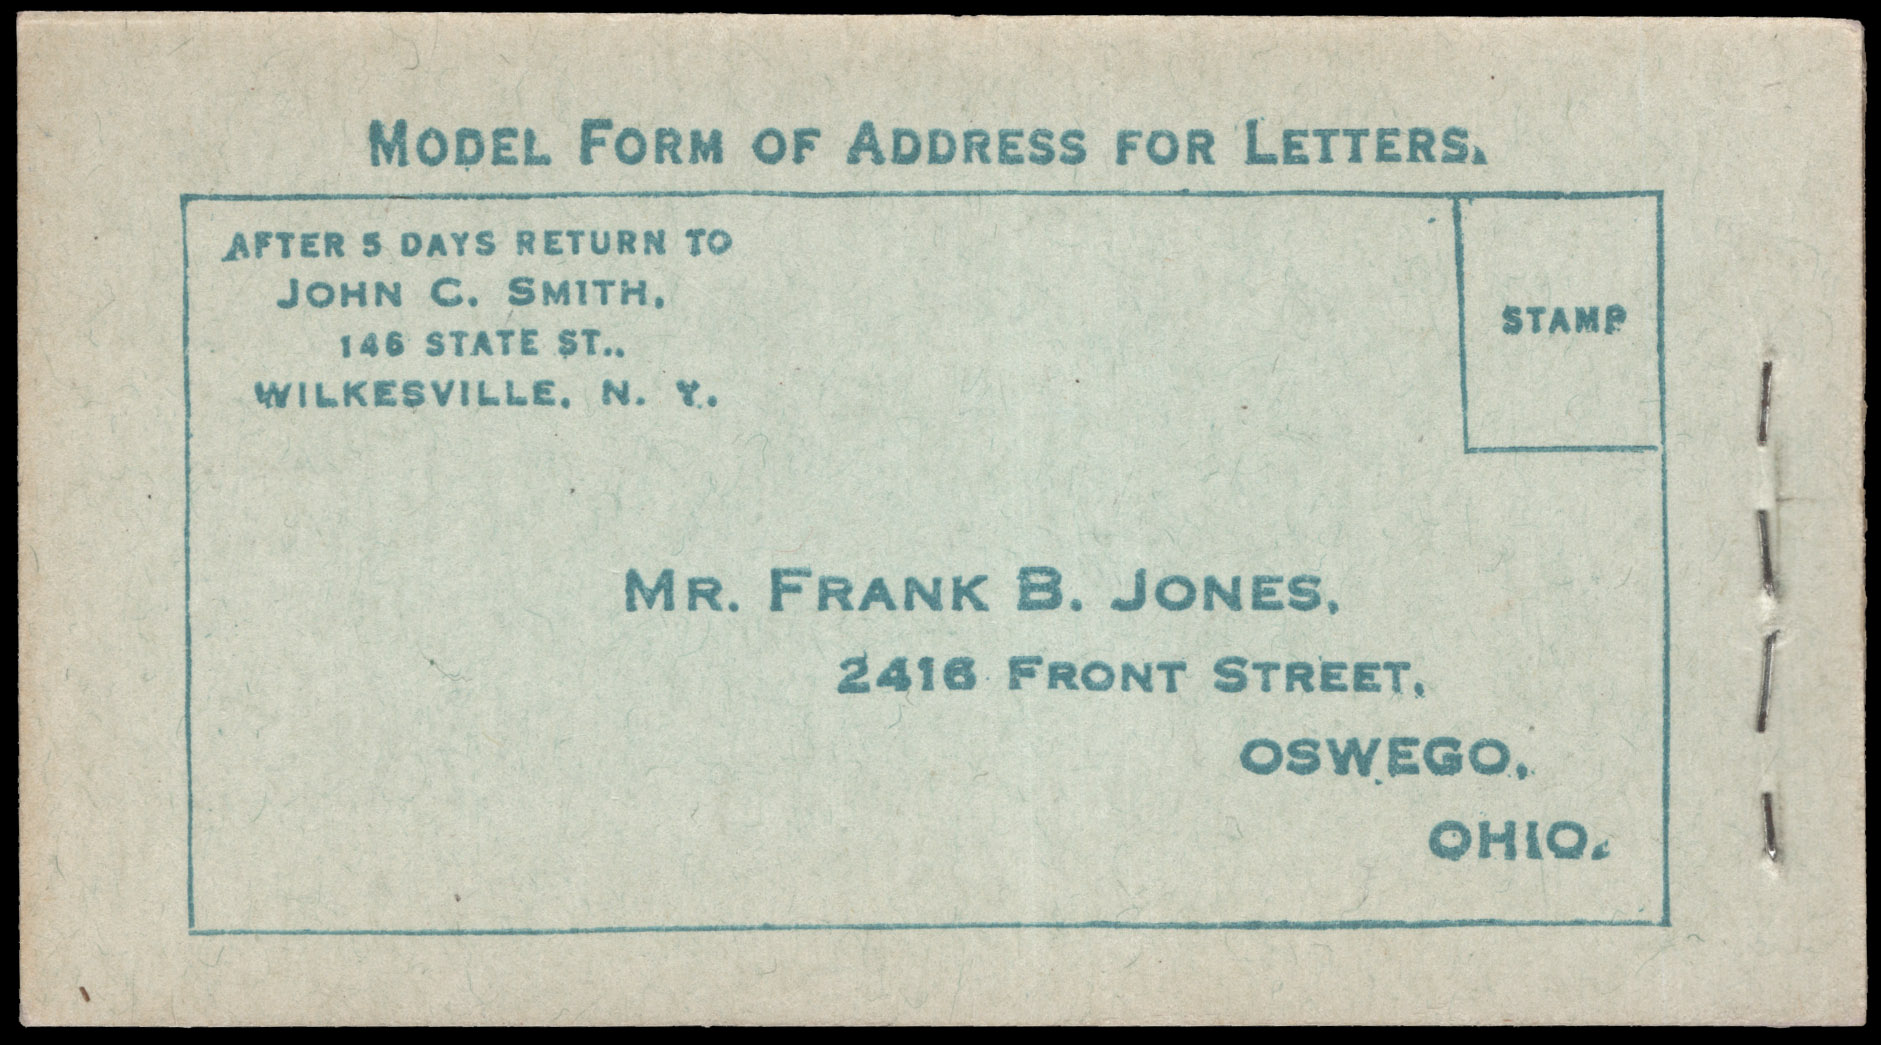 MODEL FORM OF ADDRESS FOR LETTERS.
AFTER 5 DAYS RETURN TO
JOHN C. SMITH,
146 STATE ST.,
WILKESVILLE, N. Y.
STAMP
MR. FRANK B. JONES,
2416 FRONT STREET,
OSWEGO,
OHIO.